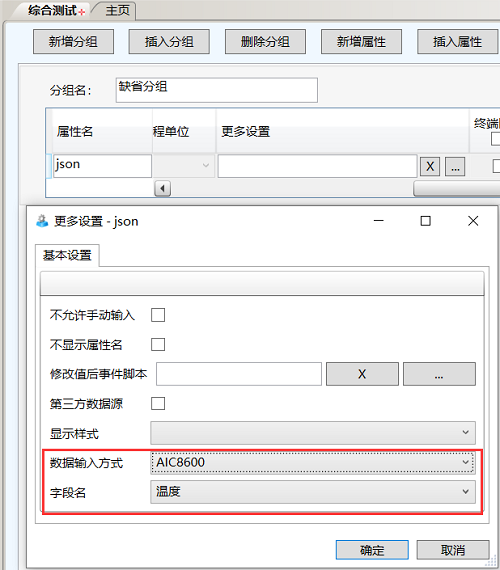 综合测试 主页
新增分组 插入分组 删除分组 新增属性 插入属性
分组名: 缺省分组
属性名 程单位 更多设置 终端
json X ...
更多设置 - json
基本设置
不允许手动输入
不显示属性名
修改值后事件脚本 X ...
第三方数据源
显示样式
数据输入方式 AIC8600
字段名 温度
确定 取消